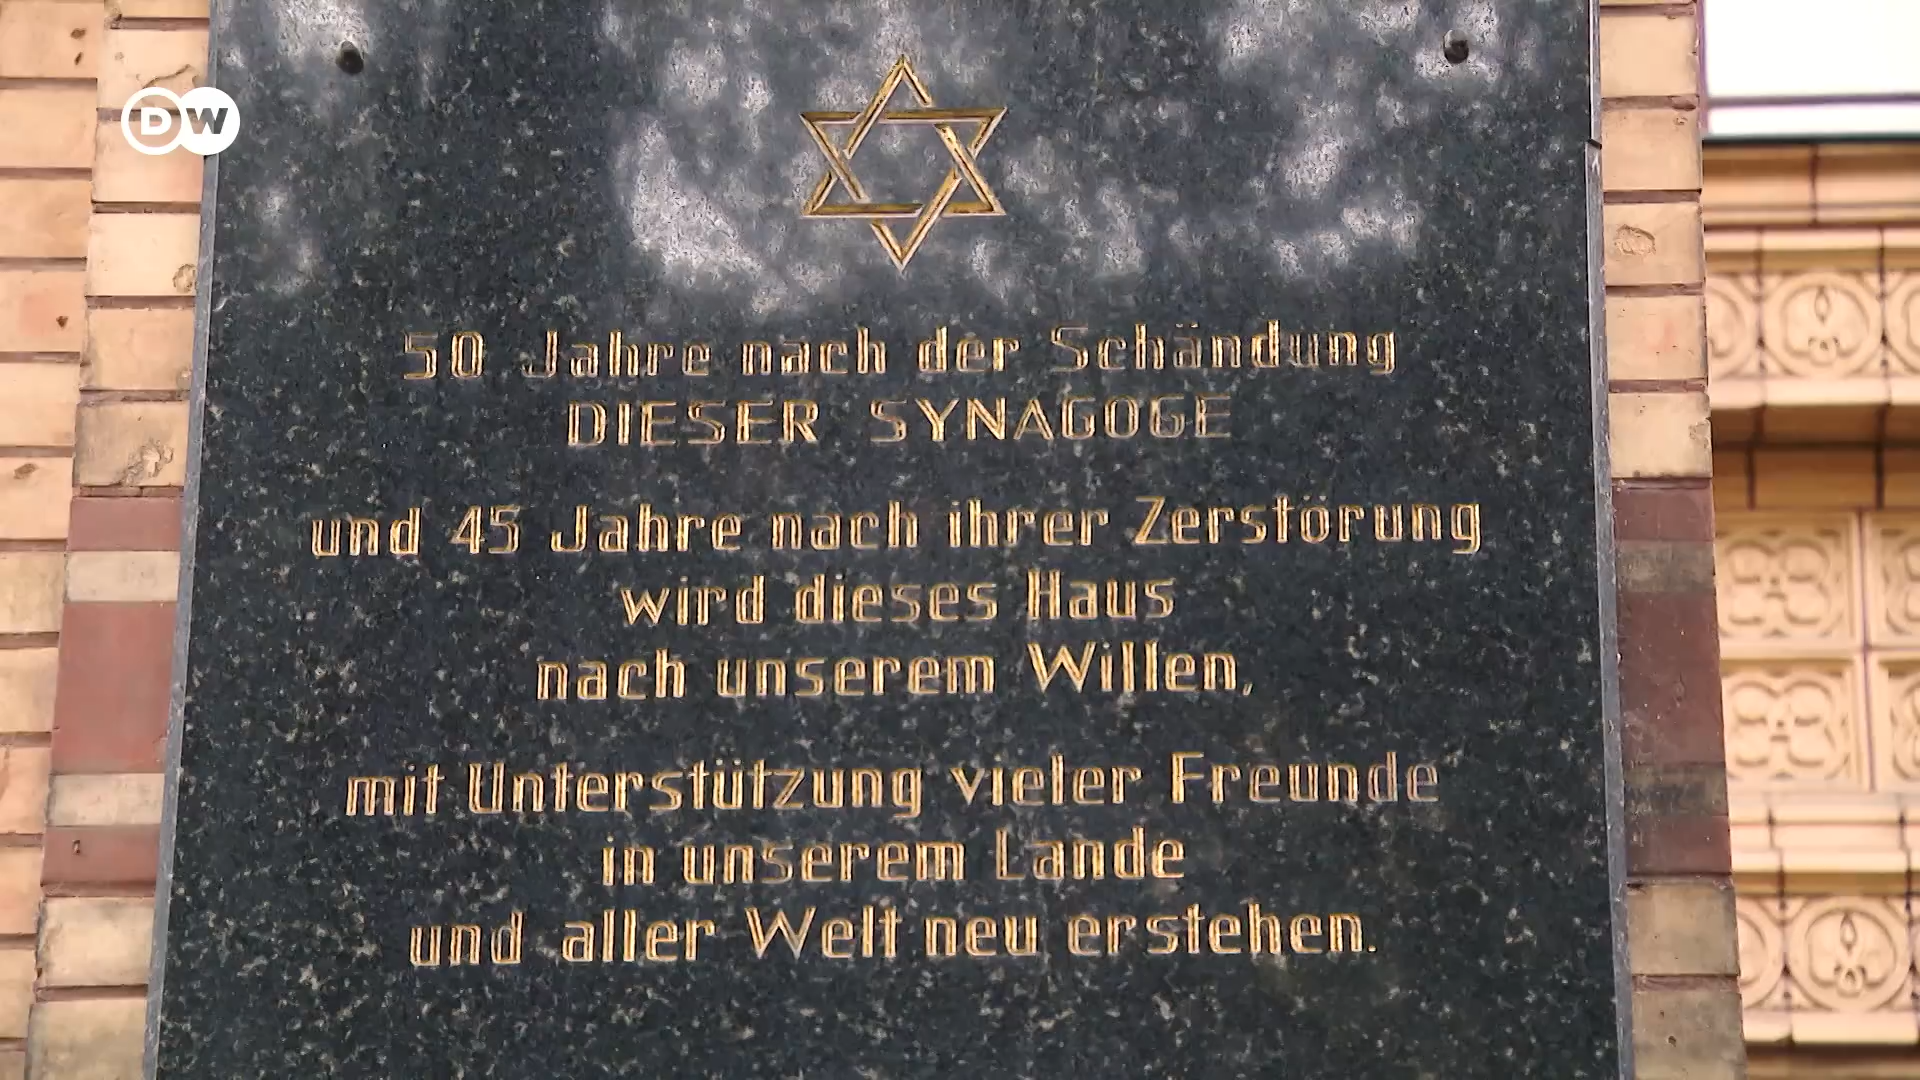 DW
50 Jahre nach der Schändung
DIESER SYNAGOGE
und 45 Jahre nach ihrer Zerstörung
wird dieses Haus
nach unserem Willen,
mit Unterstützung vieler Freunde
in unserem Lande
und aller Welt neu erstehen.